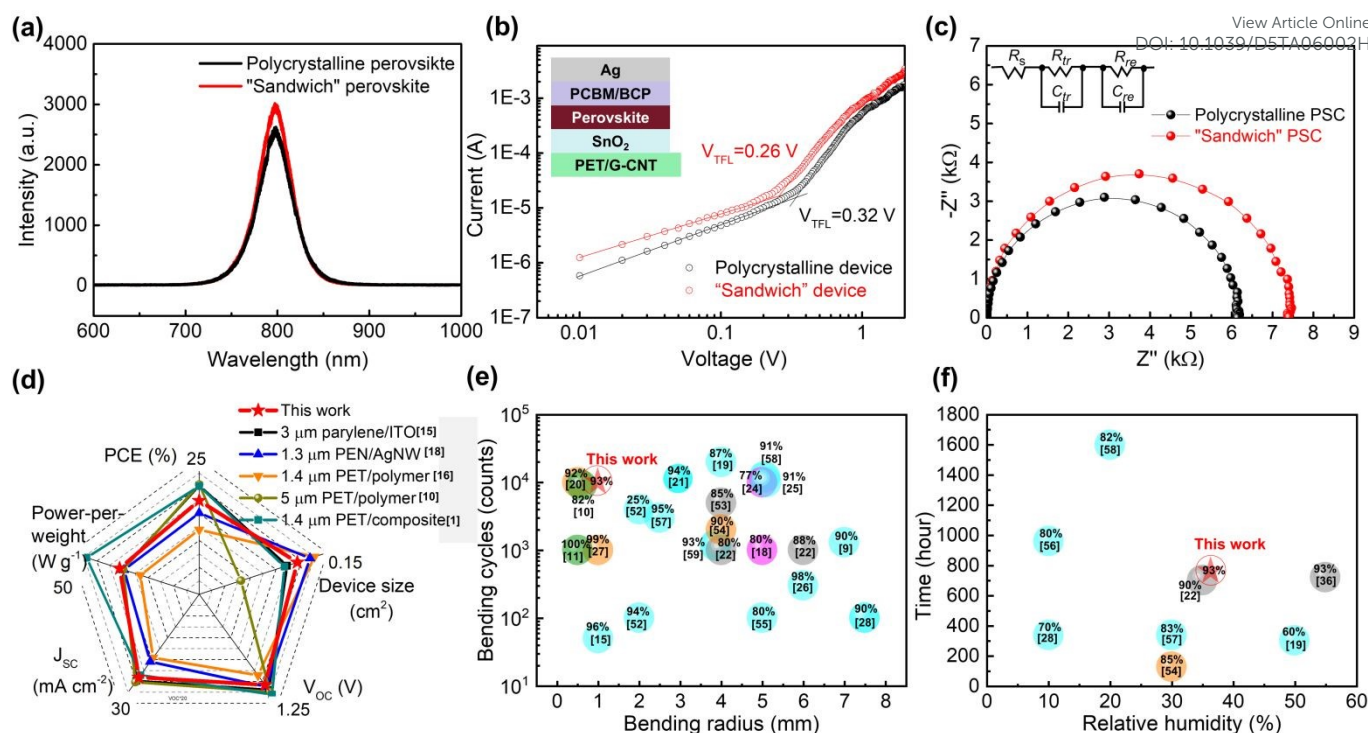 View Article Online
DOI: 10.1039/D5TA06002H
(a)
4000
3000
2000
1000
0
Intensity (a.u.)
Polycrystalline perovsikte
"Sandwich" perovskite
600
700
800
900
1000
Wavelength (nm)
(b)
1E-3
1E-4
1E-5
1E-6
1E-7
Current (A)
Ag
PCBM/BCP
Perovskite
SnO2
PET/G-CNT
VTFL=0.26 V
VTFL=0.32 V
Polycrystalline device
"Sandwich" device
0.01
0.1
1
Voltage (V)
(c)
7
6
5
4
3
2
1
0
-Z'' (kΩ)
Rs
Rtr
Rre
Ctr
Cre
Polycrystalline PSC
"Sandwich" PSC
0 1 2 3 4 5 6 7 8 9
Z'' (kΩ)
(d)
This work
3 μm parylene/ITO[15]
1.3 μm PEN/AgNW [18]
1.4 μm PET/polymer[16]
5 μm PET/polymer[10]
1.4 μm PET/composite[1]
PCE (%)
25
Power-per-
weight
(W g-1)
50
0.15
Device size
(cm2)
JSC
(mA cm-2)
30
VOC (V)
1.25
(e)
10^5
10^4
10^3
10^2
10^1
Bending cycles (counts)
This work
92%
[20]
93%
82%
[10]
100%
[11]
99%
[27]
96%
[15]
25%
[52]
95%
[57]
94%
[52]
94%
[21]
87%
[19]
85%
[53]
90%
[54]
93%
[59]
80%
[22]
91%
[58]
77%
[24]
91%
[25]
80%
[18]
88%
[22]
98%
[26]
80%
[55]
90%
[9]
90%
[28]
0 1 2 3 4 5 6 7 8
Bending radius (mm)
(f)
1800
1600
1400
1200
1000
800
600
400
200
0
Time (hour)
82%
[58]
80%
[56]
This work
93%
90%
[22]
93%
[36]
70%
[28]
83%
[57]
85%
[54]
60%
[19]
0 10 20 30 40 50 60
Relative humidity (%)